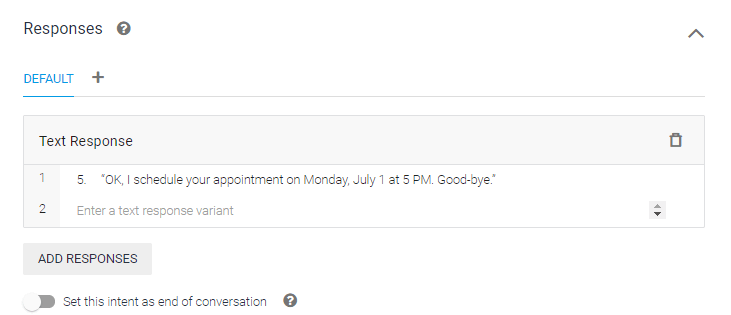 Responses
DEFAULT +
Text Response
1 5. “OK, I schedule your appointment on Monday, July 1 at 5 PM. Good-bye.”
2 Enter a text response variant
ADD RESPONSES
Set this intent as end of conversation